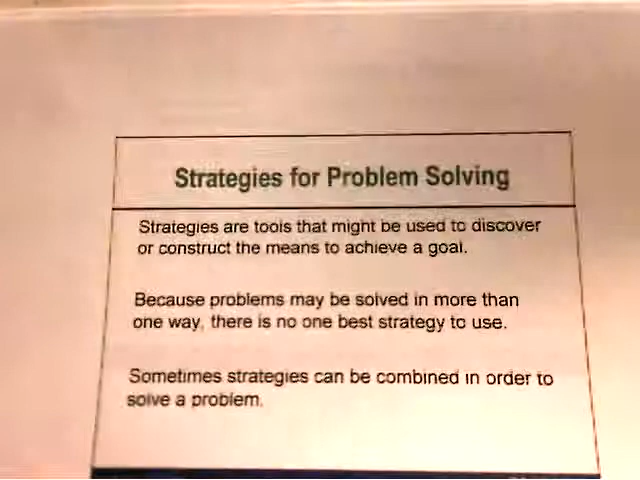 Strategies for Problem Solving
Strategies are tools that might be used to discover
or construct the means to achieve a goal.
Because problems may be solved in more than
one way, there is no one best strategy to use.
Sometimes strategies can be combined in order to
solve a problem.